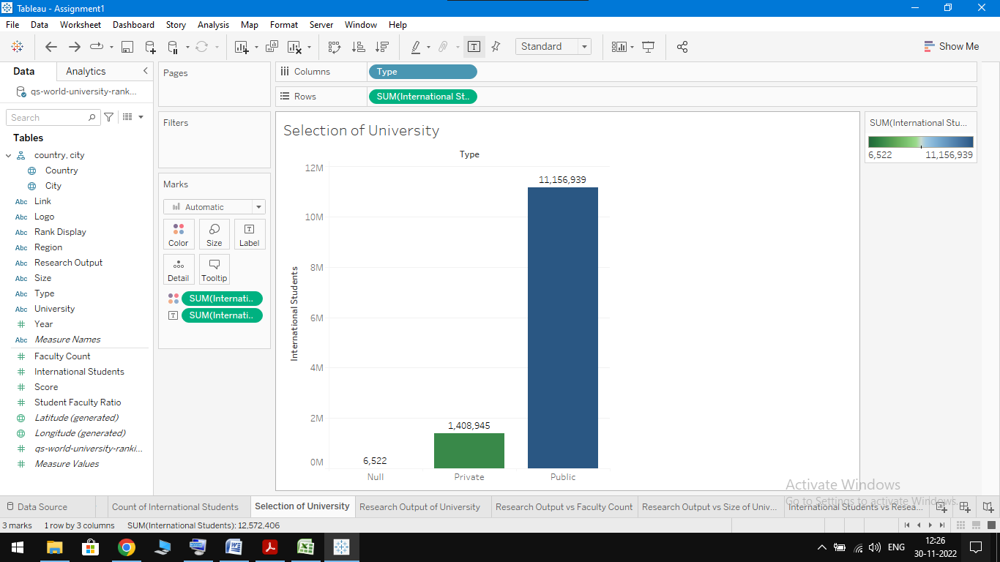 Tableau - Assignment1
File Data Worksheet Dashboard Story Analysis Map Format Server Window Help
Standard
Show Me
Data Analytics
qs-world-university-rank...
Search
Tables
country, city
Country
City
Abc Link
Abc Logo
Abc Rank Display
Abc Region
Abc Research Output
Abc Size
Abc Type
Abc University
# Year
Abc Measure Names
# Faculty Count
# International Students
# Score
# Student Faculty Ratio
Latitude (generated)
Longitude (generated)
# qs-world-university-ranki...
# Measure Values
Pages
Filters
Marks
Automatic
Color Size Label
Detail Tooltip
SUM(Internati..
T SUM(Internati..
Columns Type
Rows SUM(International St..
Selection of University
Type
International Students
12M
10M
8M
6M
4M
2M
0M
6,522
1,408,945
11,156,939
Null Private Public
SUM(International Stu...
6,522 11,156,939
Activate Windows
Go to Settings to activate Windows.
Data Source Count of International Students Selection of University Research Output of University Research Output vs Faculty Count Research Output vs Size of Univ... International Students vs Resea...
3 marks 1 row by 3 columns SUM(International Students): 12,572,406
ENG
12:26
30-11-2022